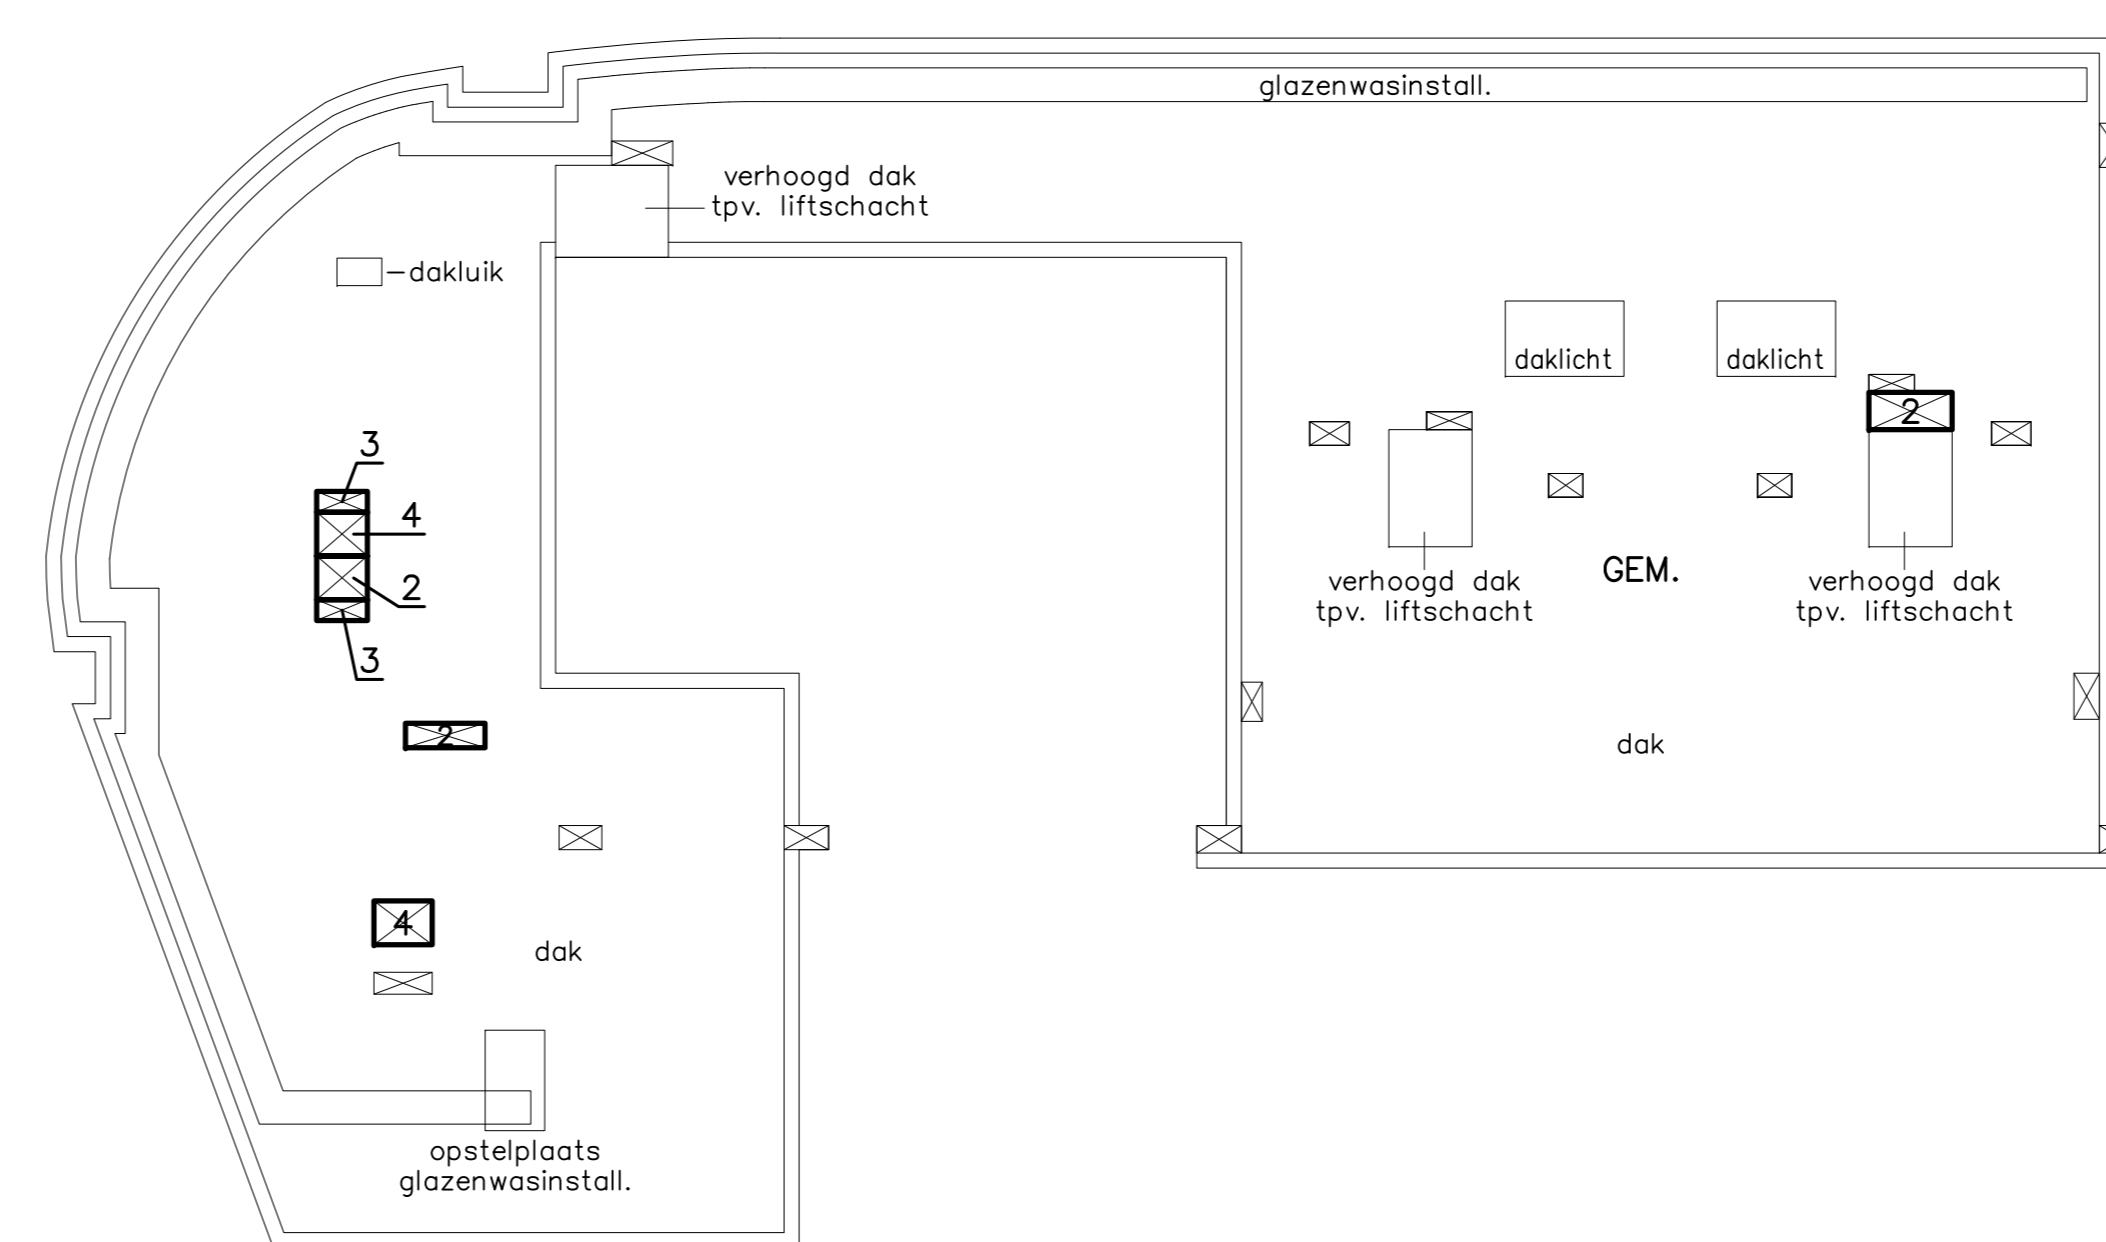 glazenwasinstall.
verhoogd dak
tpv. liftschacht
dakluik
daklicht
daklicht
2
3
4
2
3
GEM.
verhoogd dak
tpv. liftschacht
verhoogd dak
tpv. liftschacht
2
dak
4
dak
opstelplaats
glazenwasinstall.